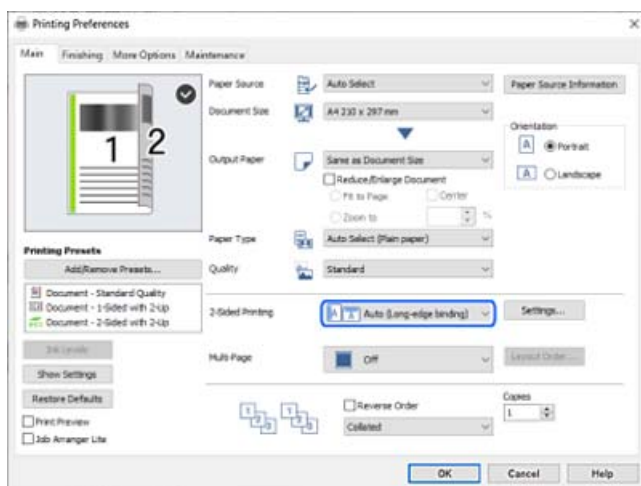 Printing Preferences
Main Finishing More Options Maintenance
1 2
Paper Source Auto Select Paper Source Information
Document Size A4 210 x 297 mm
Orientation
A Portrait
A Landscape
Output Paper Same as Document Size
Reduce/Enlarge Document
Fit to Page Center
Zoom to %
Paper Type Auto Select (Plain paper)
Printing Presets
Add/Remove Presets...
Quality Standard
Document - Standard Quality
Document - 1-Sided with 2-Up
Document - 2-Sided with 2-Up
2-Sided Printing Auto (Long-edge binding) Settings...
Ink Levels
Multi-Page Off Layout Order...
Show Settings
Restore Defaults
Print Preview
Job Arranger Lite
Reverse Order
Collated
Copies
1
OK Cancel Help